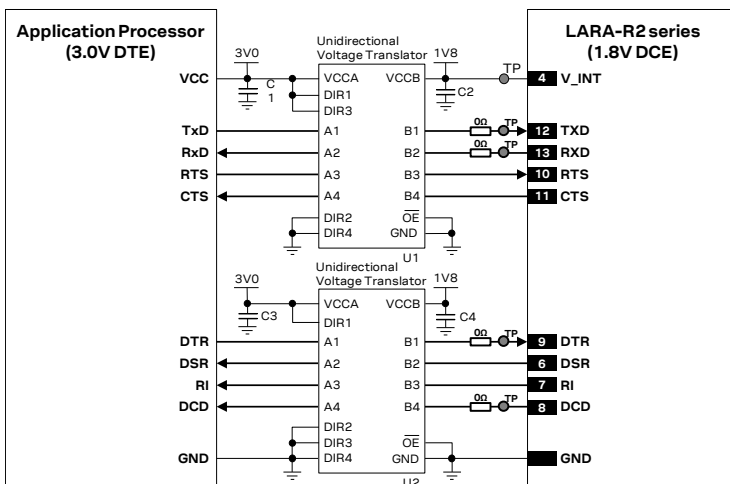 Application Processor
(3.0V DTE)
LARA-R2 series
(1.8V DCE)
Unidirectional
Voltage Translator
3V0
1V8
TP
VCC
C
1
VCCA
VCCB
C2
4
V_INT
DIR1
DIR3
TxD
A1
B1
0Ω
TP
12
TXD
RxD
A2
B2
0Ω
TP
13
RXD
RTS
A3
B3
10
RTS
CTS
A4
B4
11
CTS
DIR2
OE
DIR4
GND
U1
Unidirectional
Voltage Translator
3V0
1V8
C3
VCCA
VCCB
C4
DIR1
DTR
A1
B1
0Ω
TP
9
DTR
DSR
A2
B2
6
DSR
RI
A3
B3
7
RI
DCD
A4
B4
0Ω
TP
8
DCD
DIR2
DIR3
OE
GND
DIR4
GND
GND
U2